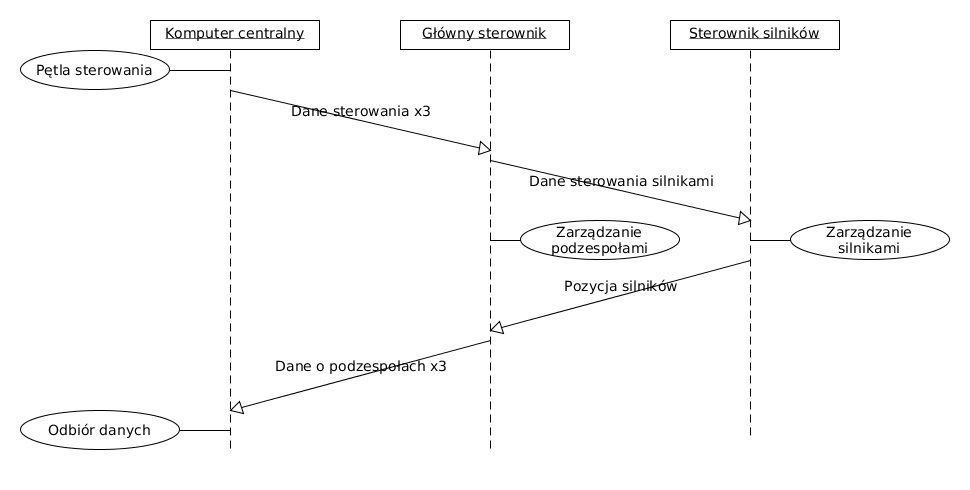 Komputer centralny
Główny sterownik
Sterownik silników
Pętla sterowania
Dane sterowania x3
Dane sterowania silnikami
Zarządzanie
podzespołami
Zarządzanie
silnikami
Pozycja silników
Dane o podzespołach x3
Odbiór danych